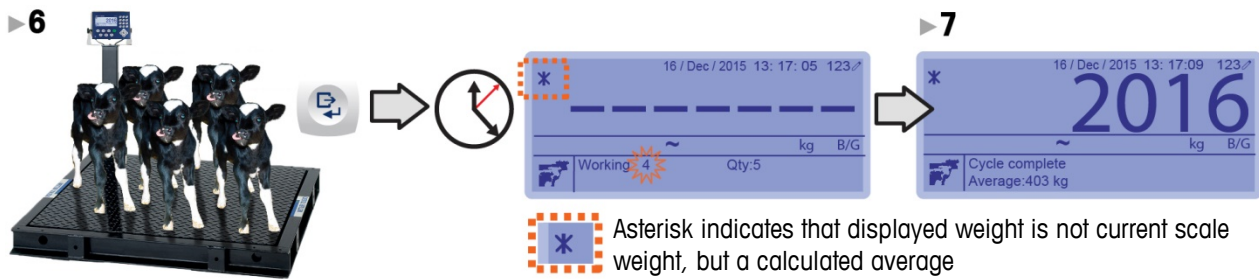 ▶6
16 / Dec / 2015 13: 17: 05 123
*
– – – – – – –
~ kg B/G
Working 4 Qty:5
▶7
16 / Dec / 2015 13: 17:09 123
*
2016
~ kg B/G
Cycle complete
Average:403 kg
* Asterisk indicates that displayed weight is not current scale
weight, but a calculated average